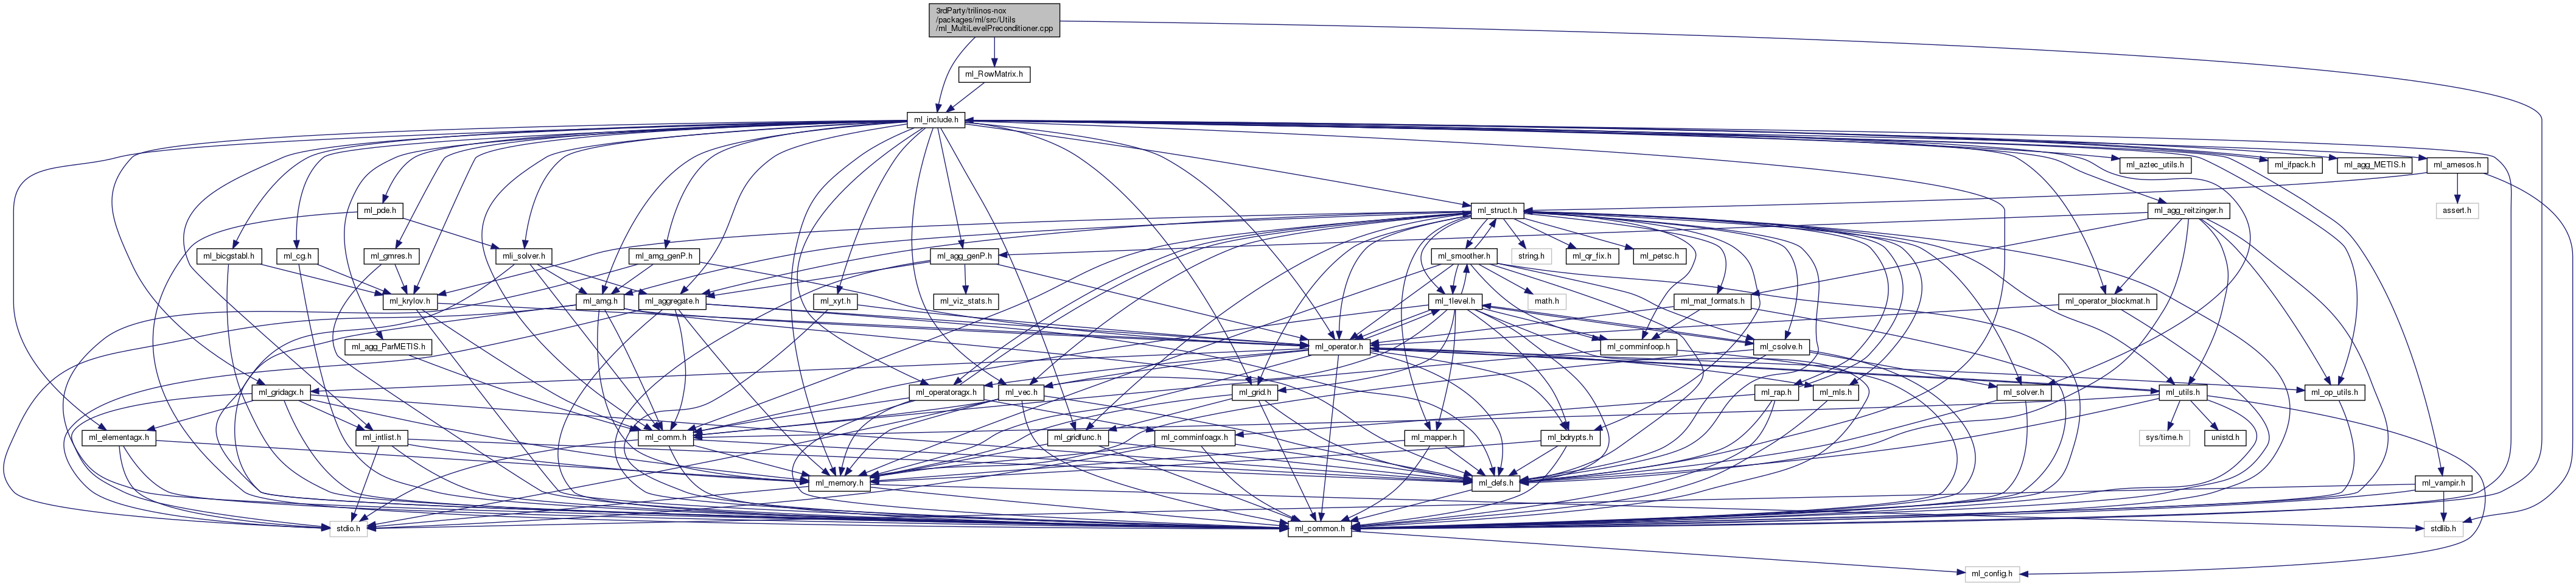 3rdParty/trilinos-nox
/packages/ml/src/Utils
/ml_MultiLevelPreconditioner.cpp
ml_RowMatrix.h
ml_include.h
ml_aztec_utils.h
ml_ifpack.h
ml_agg_METIS.h
ml_amesos.h
ml_pde.h
ml_struct.h
ml_agg_reitzinger.h
assert.h
ml_bicgstabl.h
ml_cg.h
ml_gmres.h
mli_solver.h
ml_amg_genP.h
ml_agg_genP.h
ml_smoother.h
string.h
ml_qr_fix.h
ml_petsc.h
ml_krylov.h
ml_amg.h
ml_aggregate.h
ml_xyt.h
ml_viz_stats.h
ml_1level.h
math.h
ml_mat_formats.h
ml_operator_blockmat.h
ml_agg_ParMETIS.h
ml_operator.h
ml_comminfoop.h
ml_csolve.h
ml_gridagx.h
ml_operatoragx.h
ml_vec.h
ml_grid.h
ml_rap.h
ml_mls.h
ml_solver.h
ml_utils.h
ml_op_utils.h
ml_elementagx.h
ml_intlist.h
ml_comm.h
ml_gridfunc.h
ml_comminfoagx.h
ml_mapper.h
ml_bdrypts.h
sys/time.h
unistd.h
ml_memory.h
ml_defs.h
ml_vampir.h
stdio.h
ml_common.h
stdlib.h
ml_config.h